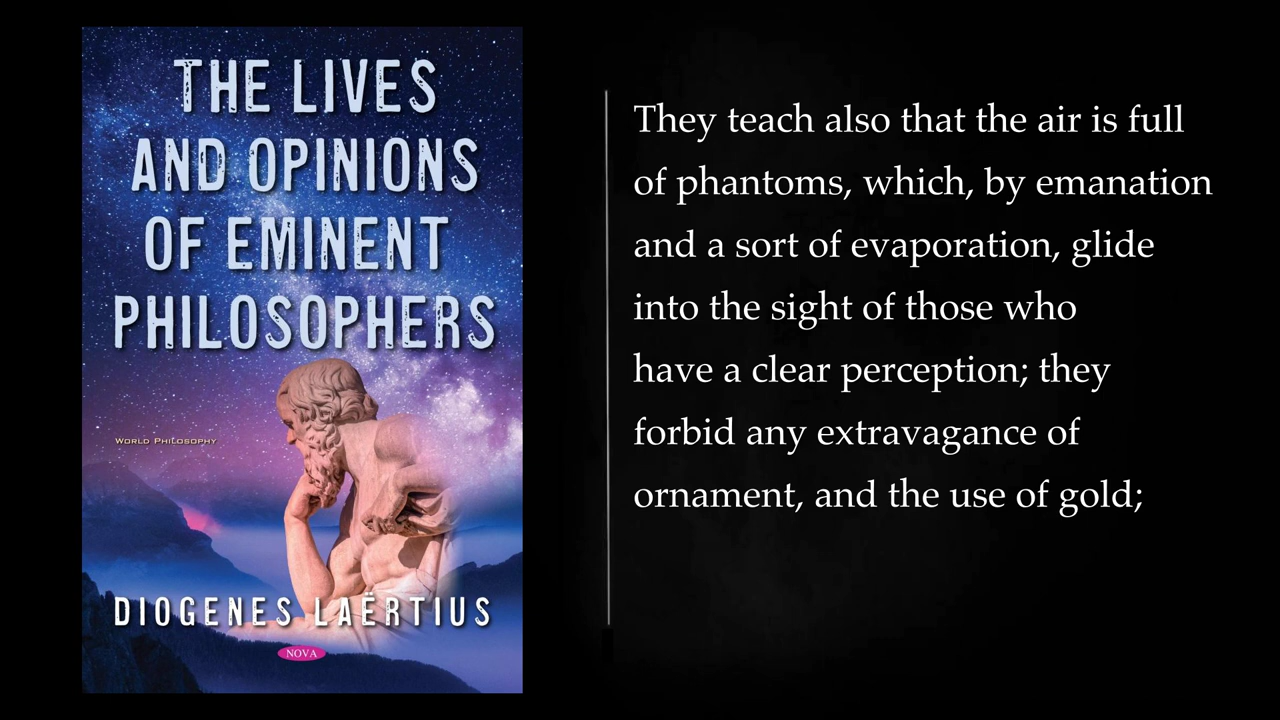 THE LIVES
AND OPINIONS
OF EMINENT
PHILOSOPHERS
WORLD PHILOSOPHY
DIOGENES LAËRTIUS
NOVA
They teach also that the air is full
of phantoms, which, by emanation
and a sort of evaporation, glide
into the sight of those who
have a clear perception; they
forbid any extravagance of
ornament, and the use of gold;